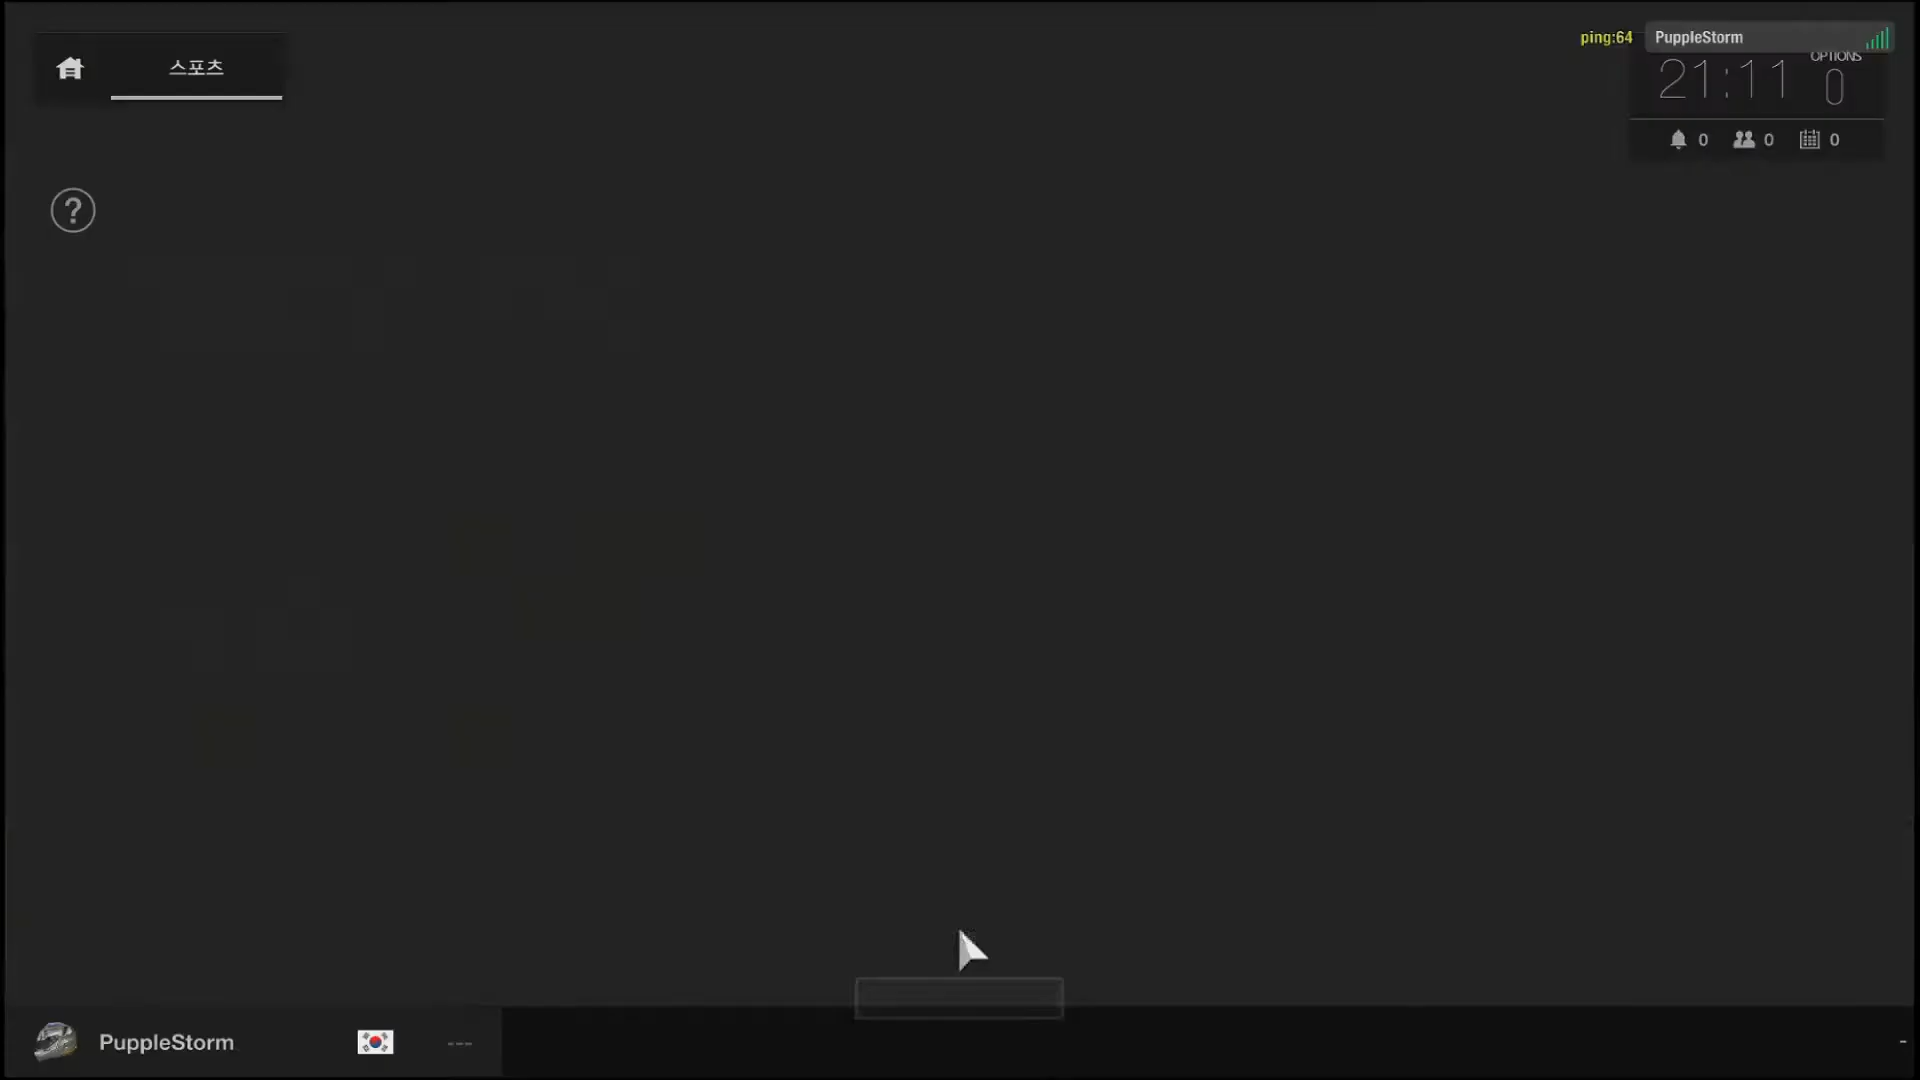 스포츠
ping:64
PuppleStorm
OPTIONS
21:11
0
0 0 0
?
PuppleStorm
---
-